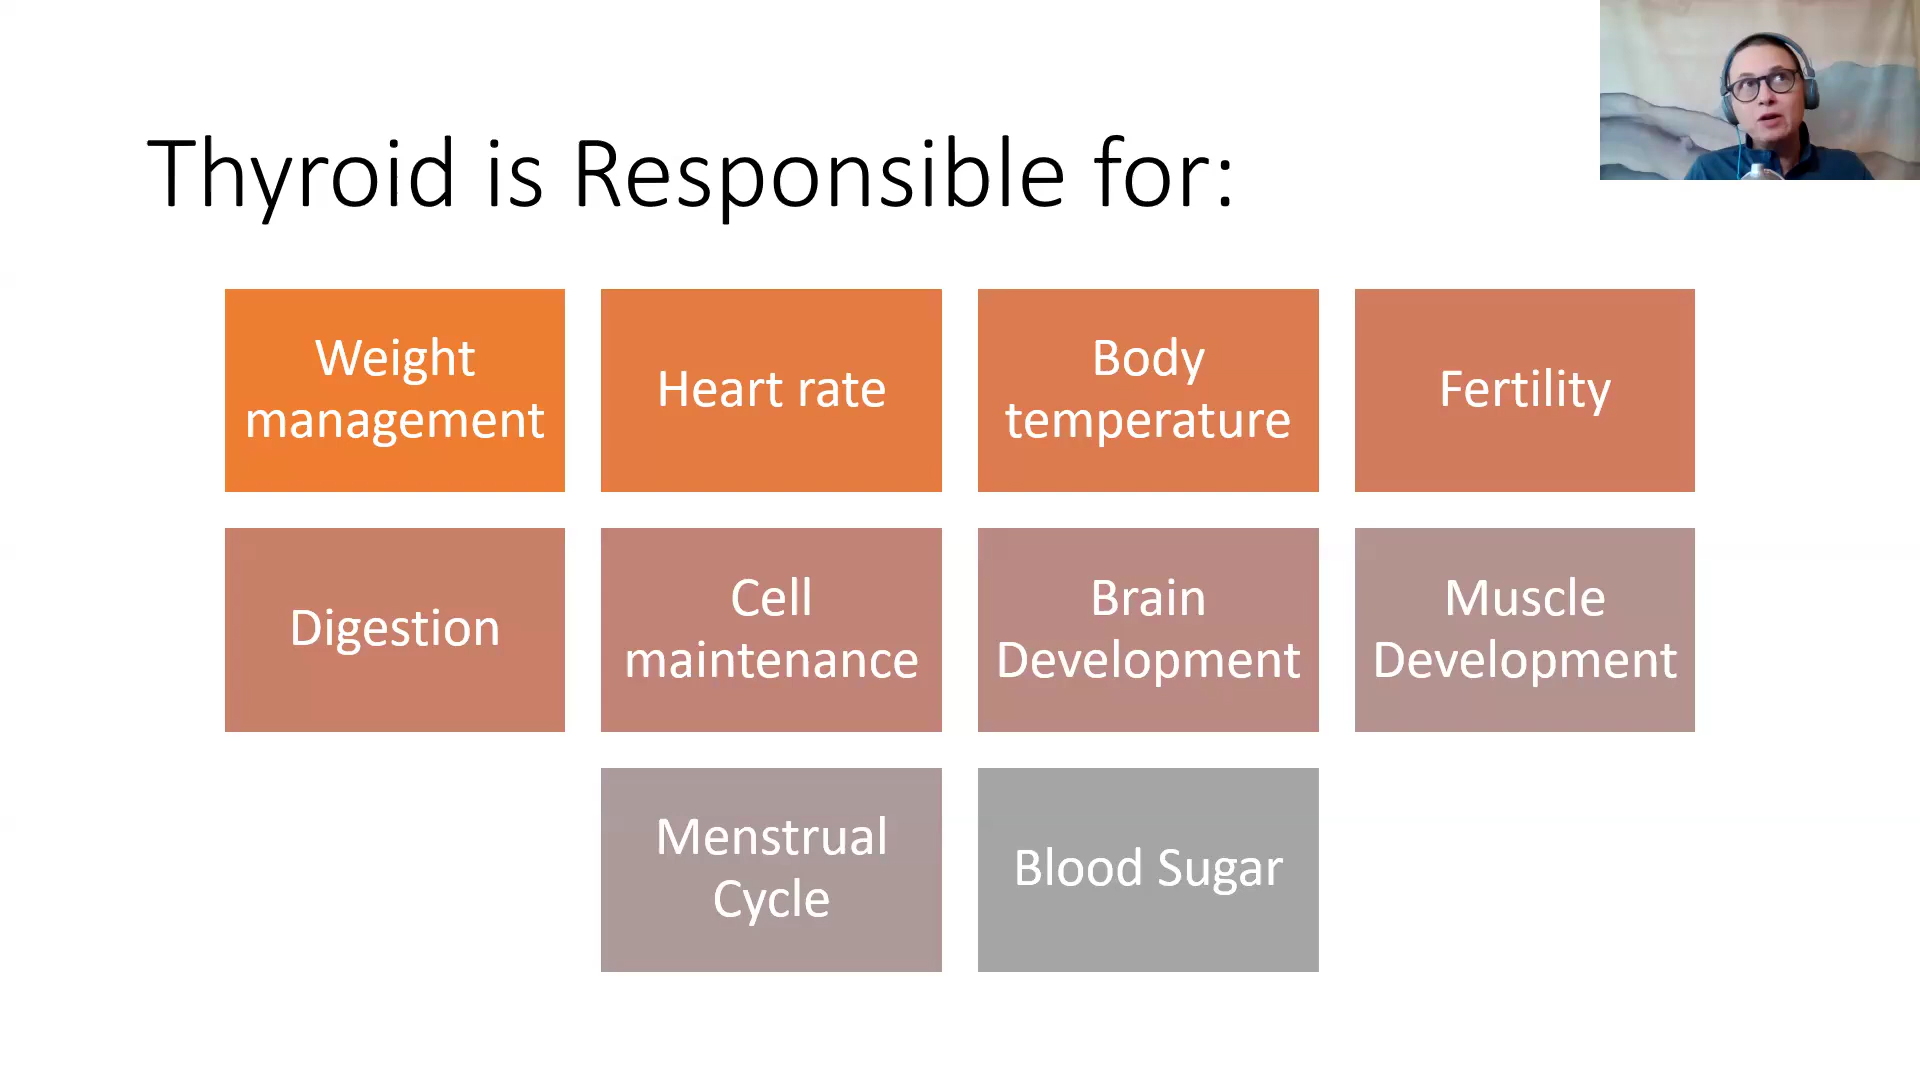 Thyroid is Responsible for:
Weight
management
Heart rate
Body
temperature
Fertility
Digestion
Cell
maintenance
Brain
Development
Muscle
Development
Menstrual
Cycle
Blood Sugar